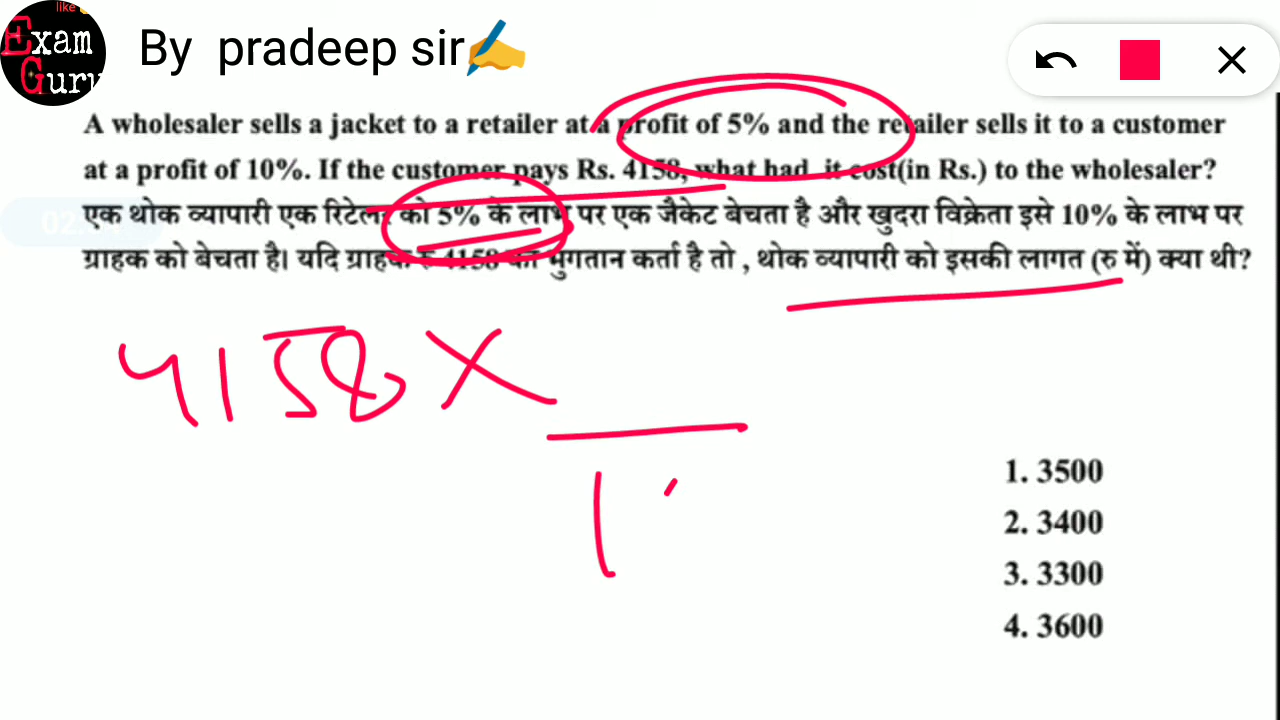 like
Exam
Guru
By pradeep sir✍️
A wholesaler sells a jacket to a retailer at a profit of 5% and the retailer sells it to a customer
at a profit of 10%. If the customer pays Rs. 4158, what had it cost(in Rs.) to the wholesaler?
एक थोक व्यापारी एक रिटेलर को 5% के लाभ पर एक जैकेट बेचता है और खुदरा विक्रेता इसे 10% के लाभ पर
ग्राहक को बेचता है। यदि ग्राहक रु 4158 का भुगतान कर्ता है तो , थोक व्यापारी को इसकी लागत (रु में) क्या थी?
4158 X
1
1. 3500
2. 3400
3. 3300
4. 3600